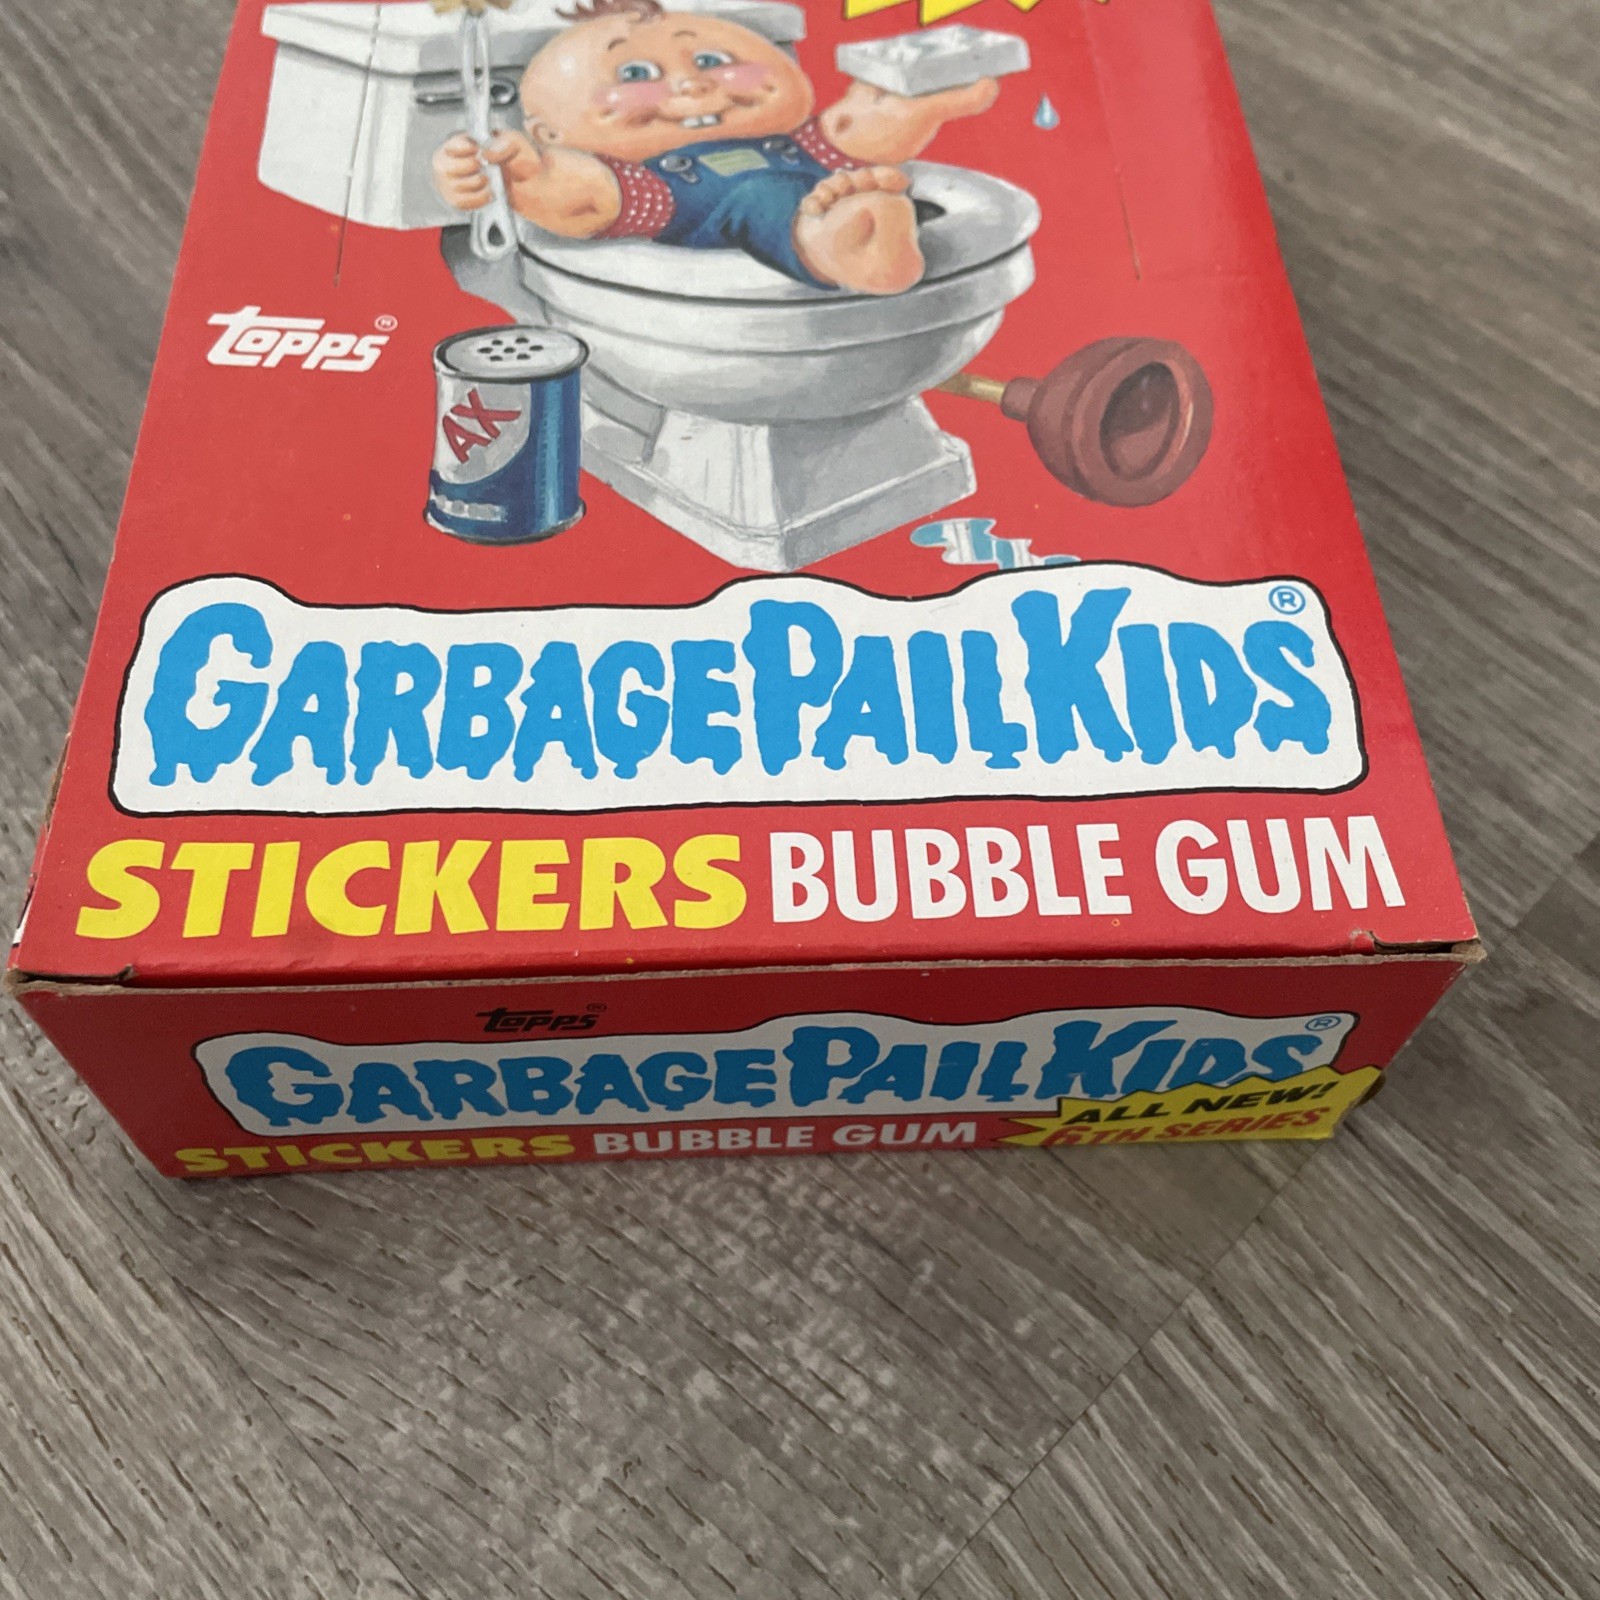 TOPPS®
AX
GARBAGE PAIL KIDS®
STICKERS BUBBLE GUM
TOPPS®
GARBAGE PAIL KIDS®
STICKERS BUBBLE GUM
ALL NEW!
6TH SERIES